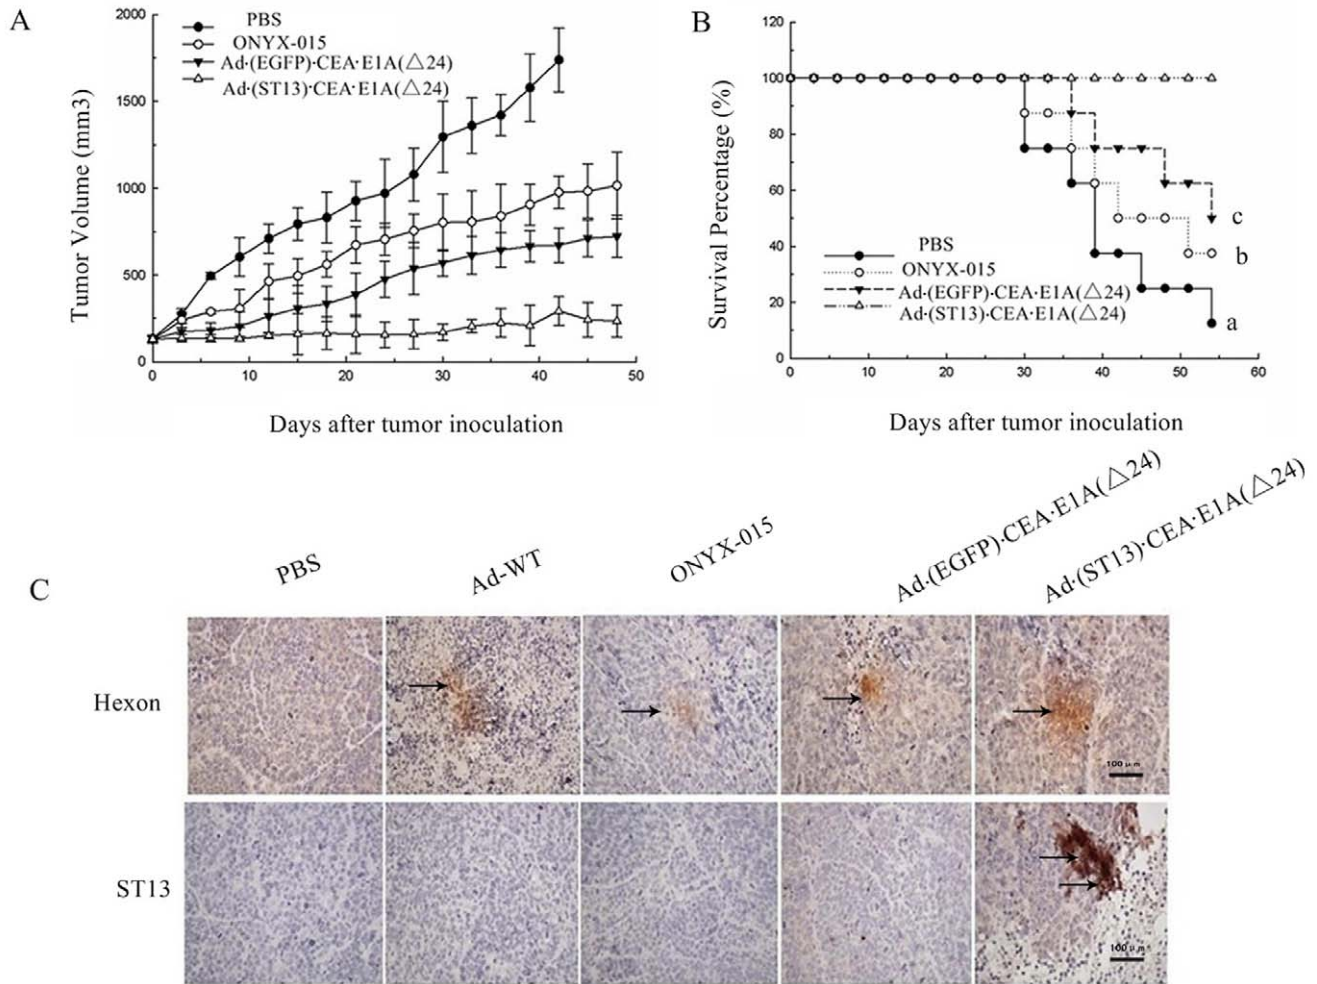 A
PBS
ONYX-015
Ad·(EGFP)·CEA·E1A(△24)
Ad·(ST13)·CEA·E1A(△24)
2000
1500
1000
500
0
Tumor Volume (mm3)
0 10 20 30 40 50
Days after tumor inoculation
B
120
100
80
60
40
20
0
Survival Percentage (%)
PBS
ONYX-015
Ad·(EGFP)·CEA·E1A(△24)
Ad·(ST13)·CEA·E1A(△24)
c
b
a
0 10 20 30 40 50 60
Days after tumor inoculation
C
PBS
Ad-WT
ONYX-015
Ad·(EGFP)·CEA·E1A(△24)
Ad·(ST13)·CEA·E1A(△24)
Hexon
100 μm
ST13
100 μm